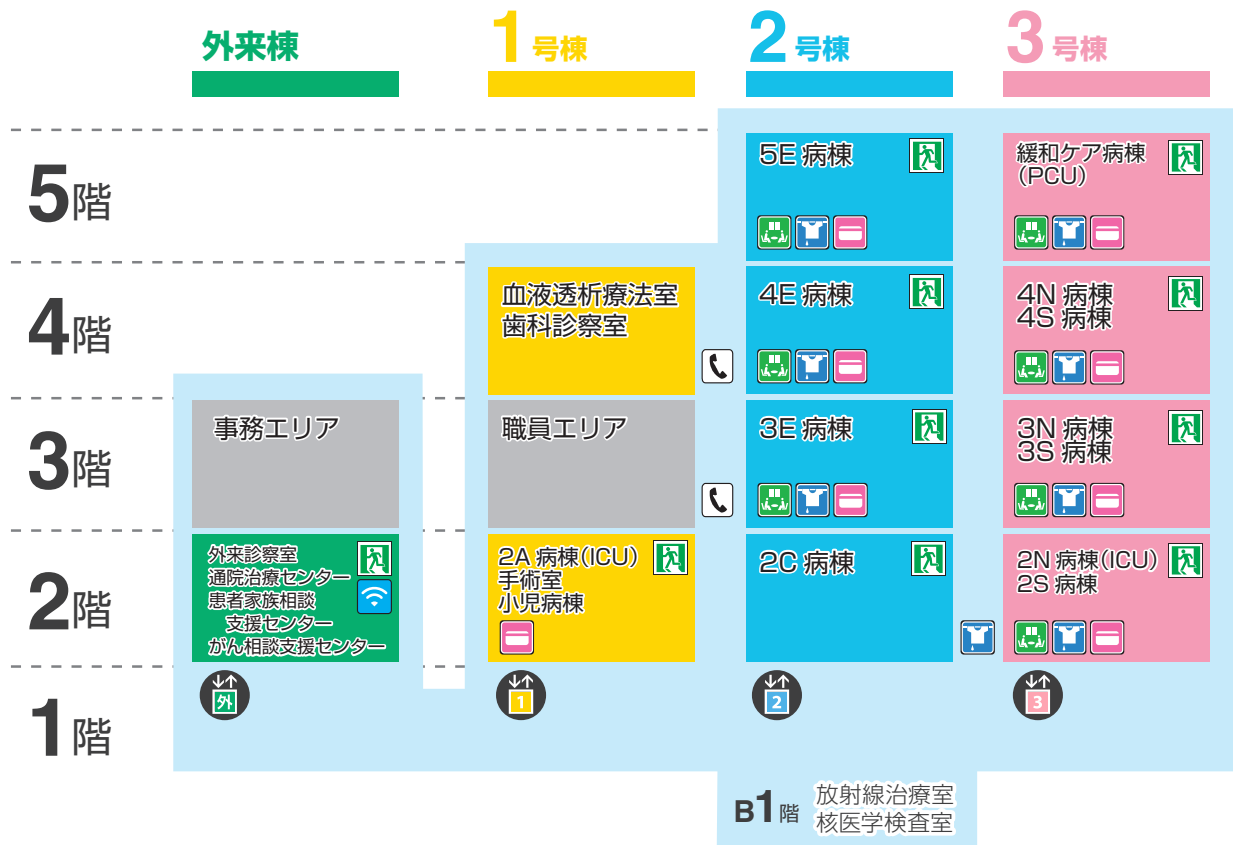 外来棟
1号棟
2号棟
3号棟
5階
5E 病棟
緩和ケア病棟
(PCU)
4階
血液透析療法室
歯科診察室
4E 病棟
4N 病棟
4S 病棟
3階
事務エリア
職員エリア
3E 病棟
3N 病棟
3S 病棟
2階
外来診察室
通院治療センター
患者家族相談
支援センター
がん相談支援センター
2A 病棟(ICU)
手術室
小児病棟
2C 病棟
2N 病棟(ICU)
2S 病棟
1階
外
1
2
3
B1階
放射線治療室
核医学検査室